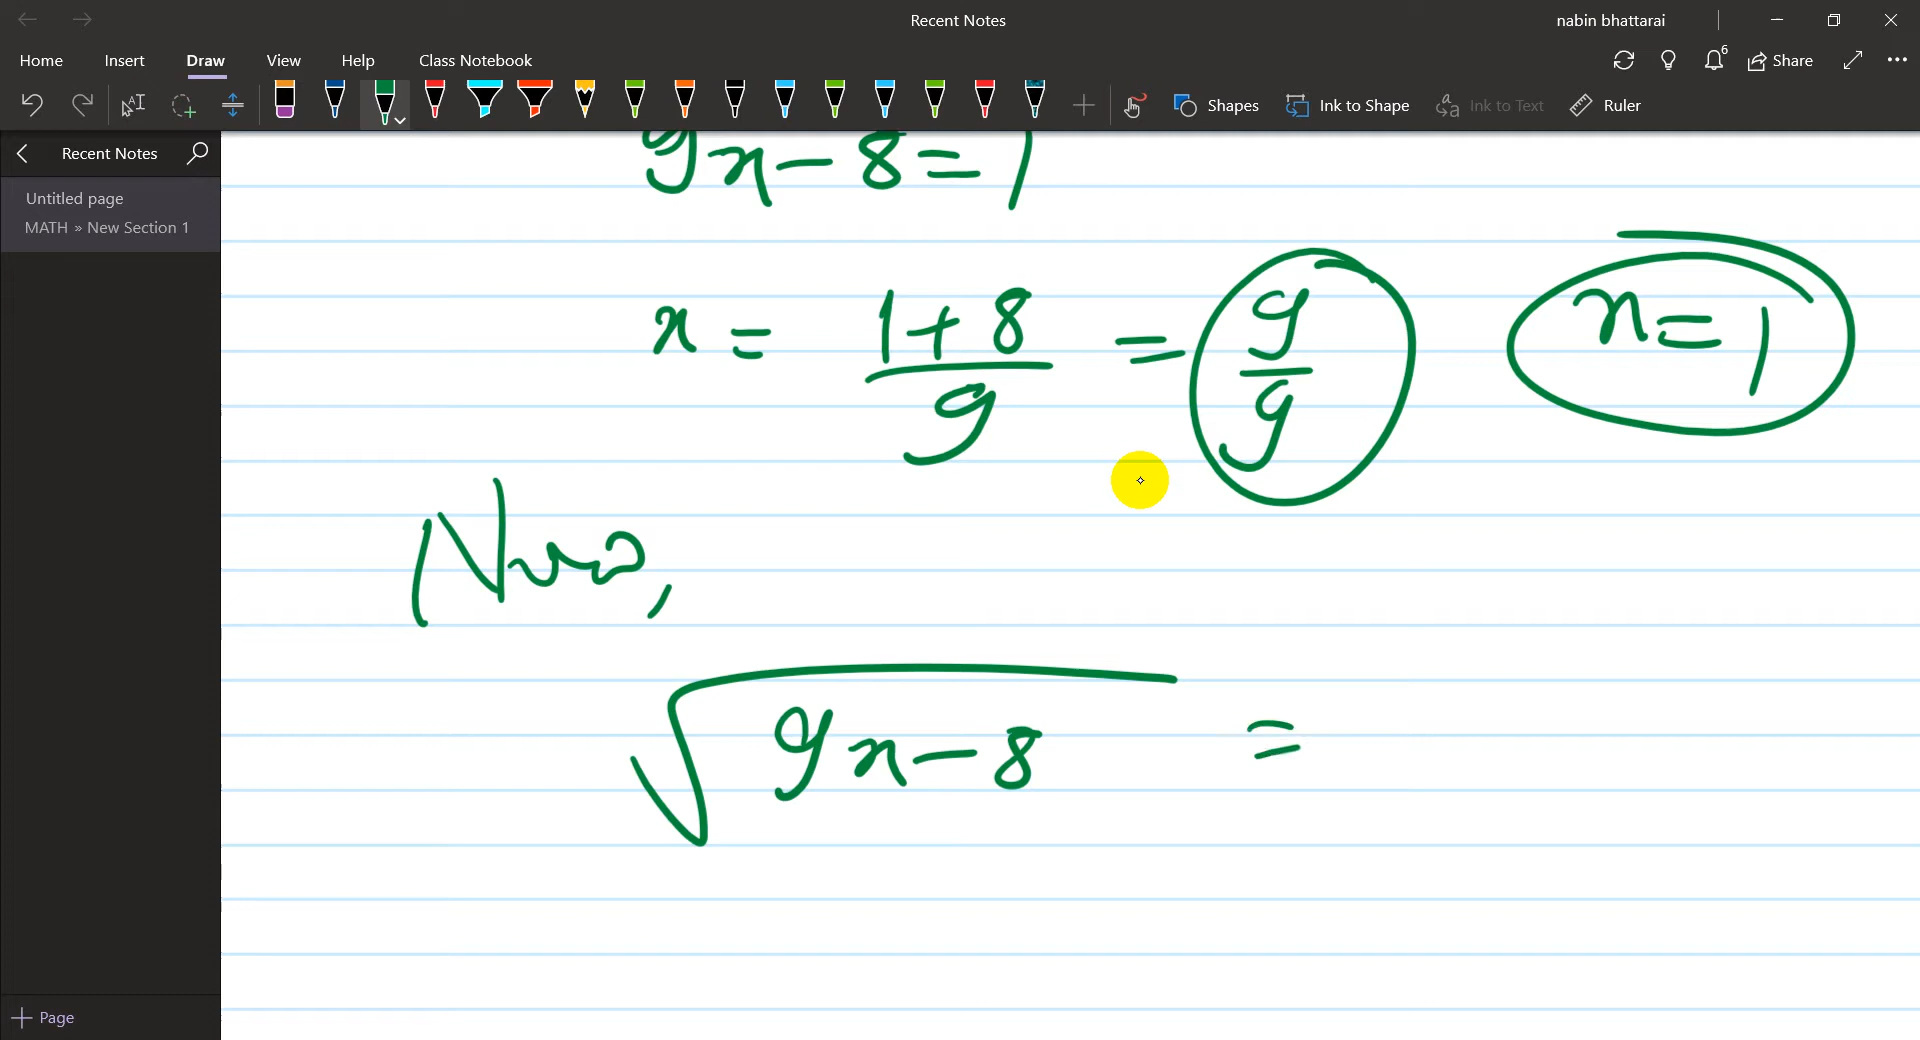 Recent Notes
nabin bhattarai
Home Insert Draw View Help Class Notebook
6
Share
Shapes Ink to Shape Ink to Text Ruler
Recent Notes
Untitled page
MATH » New Section 1
9x-8=1
x = 1+8/9 = 9/9 x=1
Now,
√9x-8 =
Page